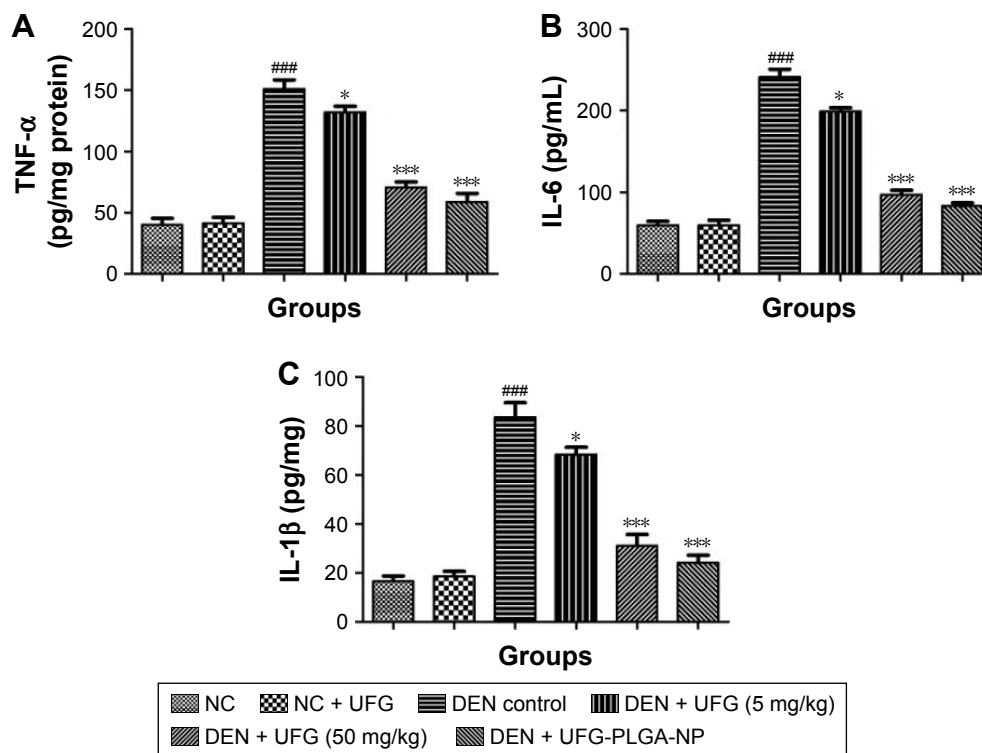 A
TNF-α
(pg/mg protein)
200
150
100
50
0
###
*
***
***
Groups
B
IL-6 (pg/mL)
300
200
100
0
###
*
***
***
Groups
C
IL-1β (pg/mg)
100
80
60
40
20
0
###
*
***
***
Groups
NC NC + UFG DEN control DEN + UFG (5 mg/kg)
DEN + UFG (50 mg/kg) DEN + UFG-PLGA-NP